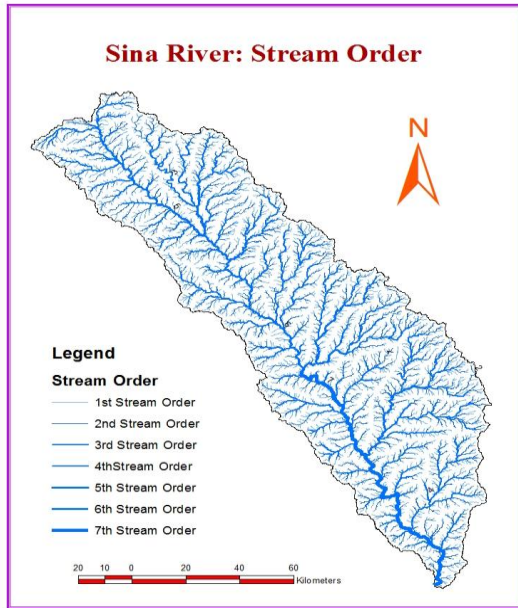 Sina River: Stream Order
N
Legend
Stream Order
1st Stream Order
2nd Stream Order
3rd Stream Order
4thStream Order
5th Stream Order
6th Stream Order
7th Stream Order
20 10 0 20 40 60
Kilometers